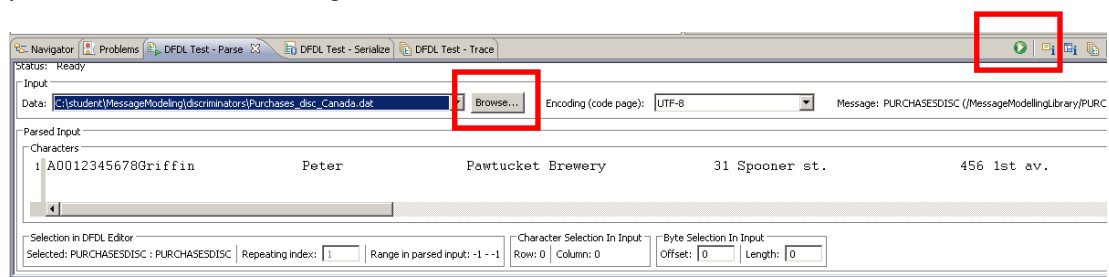 Navigator Problems DFDL Test - Parse DFDL Test - Serialize DFDL Test - Trace
Status: Ready
Input
Data: C:\student\MessageModeling\discriminators\Purchases_disc_Canada.dat Browse... Encoding (code page): UTF-8 Message: PURCHASESDISC (/MessageModellingLibrary/PURC
Parsed Input
Characters
1 A0012345678Griffin Peter Pawtucket Brewery 31 Spooner st. 456 1st av.
Selection in DFDL Editor Character Selection In Input Byte Selection In Input
Selected: PURCHASESDISC : PURCHASESDISC Repeating index: 1 Range in parsed input: -1 - -1 Row: 0 Column: 0 Offset: 0 Length: 0